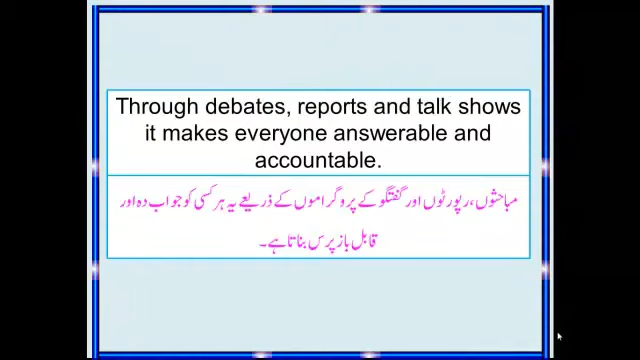 Through debates, reports and talk shows
it makes everyone answerable and
accountable.
مباحثوں، رپورٹوں اور گفتگو کے پروگراموں کے ذریعے یہ ہر کسی کو جواب دہ اور
قابل باز پرس بناتا ہے۔